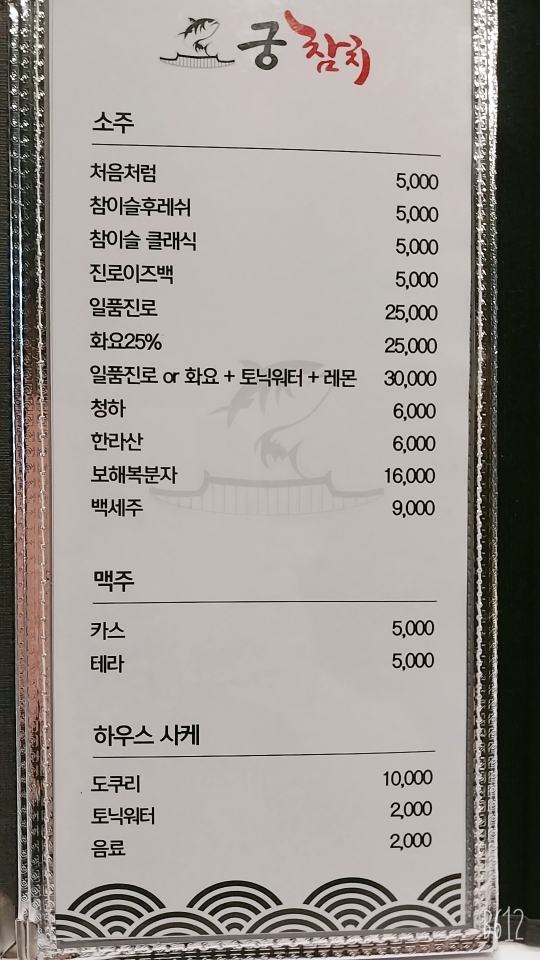 궁참치
소주
처음처럼 5,000
참이슬후레쉬 5,000
참이슬 클래식 5,000
진로이즈백 5,000
일품진로 25,000
화요25% 25,000
일품진로 or 화요 + 토닉워터 + 레몬 30,000
청하 6,000
한라산 6,000
보해복분자 16,000
백세주 9,000
맥주
카스 5,000
테라 5,000
하우스 사케
도쿠리 10,000
토닉워터 2,000
음료 2,000
B612